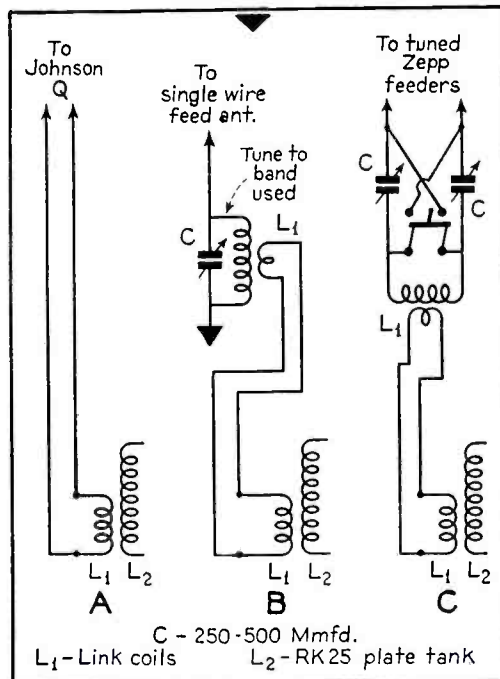 To
Johnson
Q
To
single wire
feed ant.
Tune to
band
used
C
L1
To tuned
Zepp
feeders
C
C
L1
L1 L2
A
L1 L2
B
L1 L2
C
C - 250-500 Mmfd.
L1-Link coils L2-RK25 plate tank